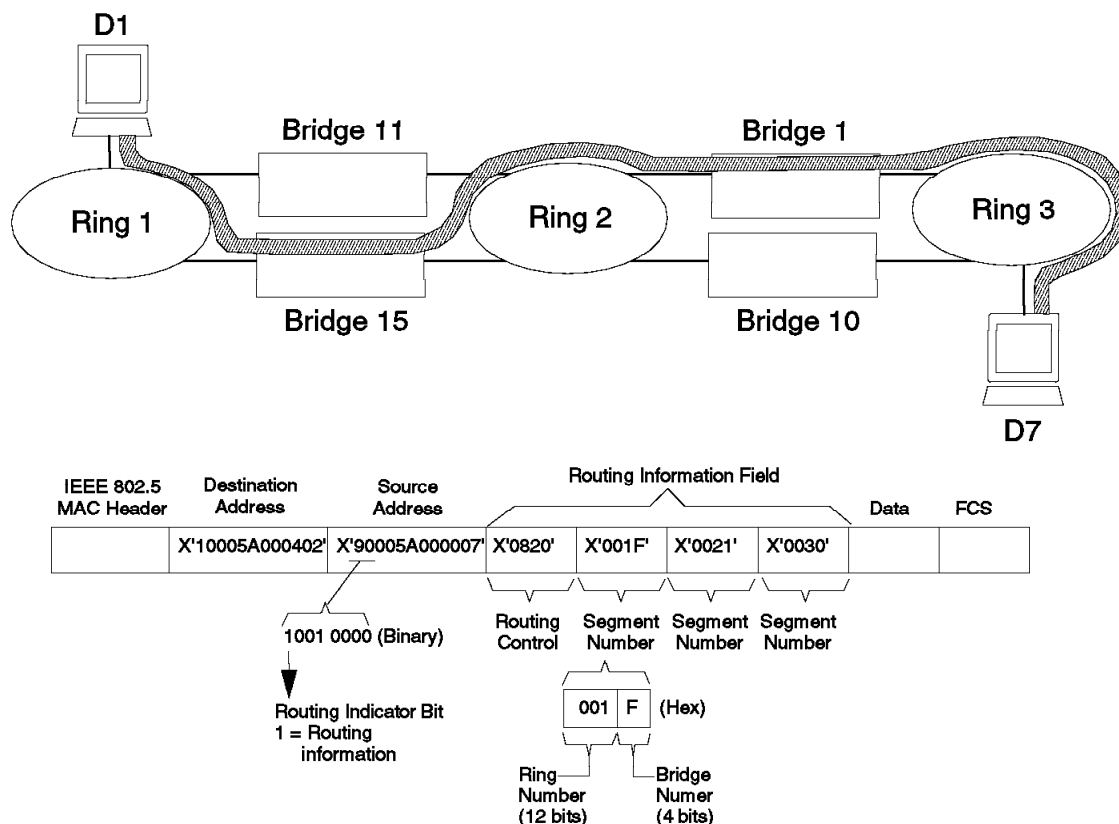 D1
Bridge 11
Bridge 1
Ring 1
Ring 2
Ring 3
Bridge 15
Bridge 10
D7
Routing Information Field
IEEE 802.5
MAC Header
Destination
Address
Source
Address
Data
FCS
X'10005A000402'
X'90005A000007'
X'0820'
X'001F'
X'0021'
X'0030'
1001 0000 (Binary)
Routing
Control
Segment
Number
Segment
Number
Segment
Number
Routing Indicator Bit
1 = Routing
information
001
F
(Hex)
Ring
Number
(12 bits)
Bridge
Numer
(4 bits)